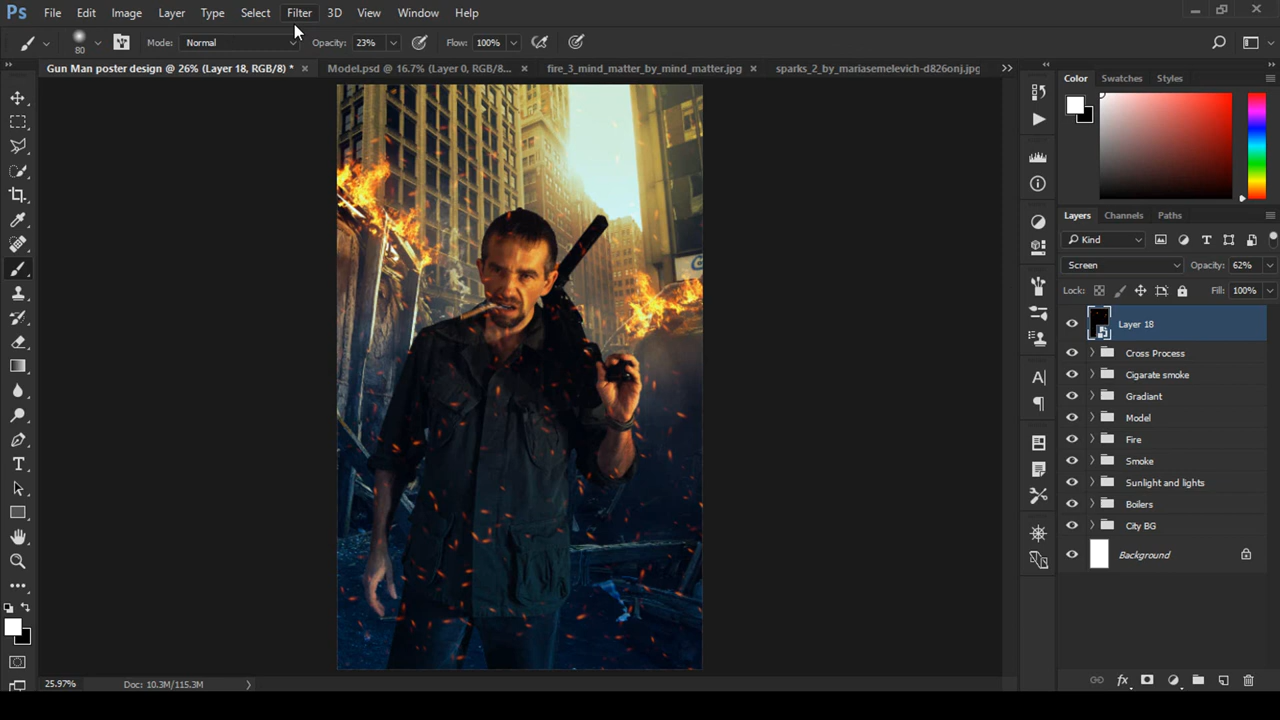 Ps File Edit Image Layer Type Select Filter 3D View Window Help
80 Mode: Normal Opacity: 23% Flow: 100%
Gun Man poster design @ 26% (Layer 18, RGB/8) * × Model.psd @ 16.7% (Layer 0, RGB/8... × fire_3_mind_matter_by_mind_matter.jpg × sparks_2_by_mariasemelevich-d826onj.jpg
Color Swatches Styles
Layers Channels Paths
Kind
Screen Opacity: 62%
Lock: Fill: 100%
Layer 18
Cross Process
Cigarate smoke
Gradiant
Model
Fire
Smoke
Sunlight and lights
Boilers
City BG
Background
25.97% Doc: 10.3M/115.3M